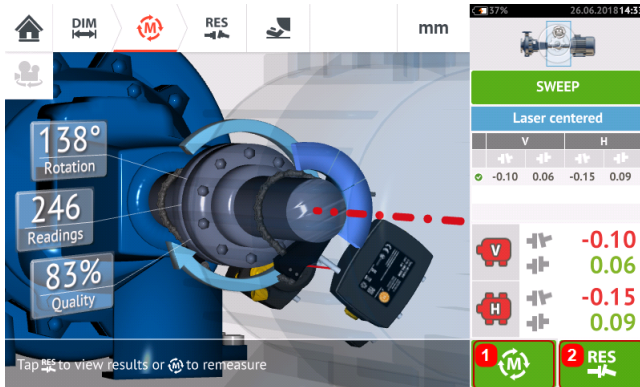 DIM
M
RES
mm
37%
26.06.2018 14:33
SWEEP
Laser centered
V H
-0.10 0.06 -0.15 0.09
138°
Rotation
246
Readings
83%
Quality
V
-0.10
0.06
H
-0.15
0.09
Tap RES to view results or M to remeasure
1 M
2 RES